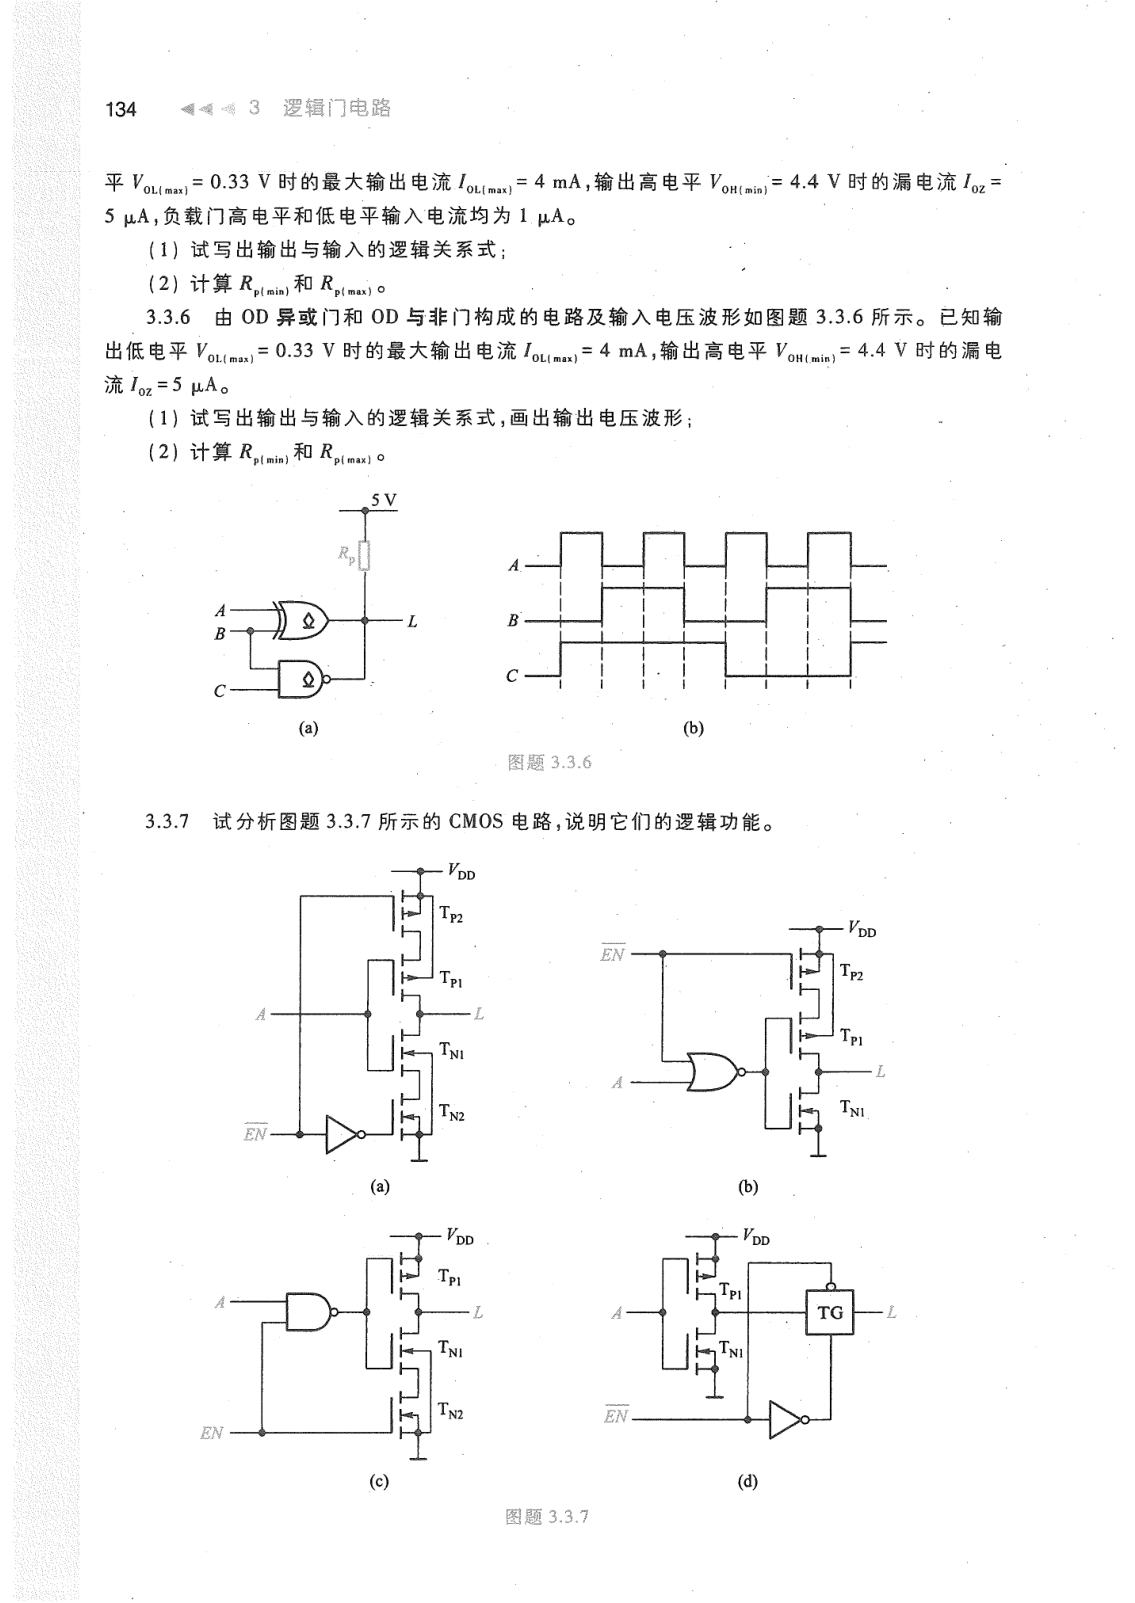 134 3 逻辑门电路
平 V_OL(max) = 0.33 V 时的最大输出电流 I_OL(max) = 4 mA,输出高电平 V_OH(min) = 4.4 V 时的漏电流 I_OZ =
5 μA,负载门高电平和低电平输入电流均为 1 μA。
(1) 试写出输出与输入的逻辑关系式;
(2) 计算 R_p(min) 和 R_p(max)。
3.3.6 由 OD 异或门和 OD 与非门构成的电路及输入电压波形如图题 3.3.6 所示。已知输
出低电平 V_OL(max) = 0.33 V 时的最大输出电流 I_OL(max) = 4 mA,输出高电平 V_OH(min) = 4.4 V 时的漏电
流 I_OZ = 5 μA。
(1) 试写出输出与输入的逻辑关系式,画出输出电压波形;
(2) 计算 R_p(min) 和 R_p(max)。
5 V
R_p
A
B
L
C
(a)
A
B
C
(b)
图题 3.3.6
3.3.7 试分析图题 3.3.7 所示的 CMOS 电路,说明它们的逻辑功能。
V_DD
T_P2
T_P1
A
L
T_N1
T_N2
E̅N̅
(a)
V_DD
E̅N̅
T_P2
T_P1
A
L
T_N1
(b)
V_DD
T_P1
A
L
T_N1
T_N2
EN
(c)
V_DD
T_P1
A
TG
L
T_N1
E̅N̅
(d)
图题 3.3.7